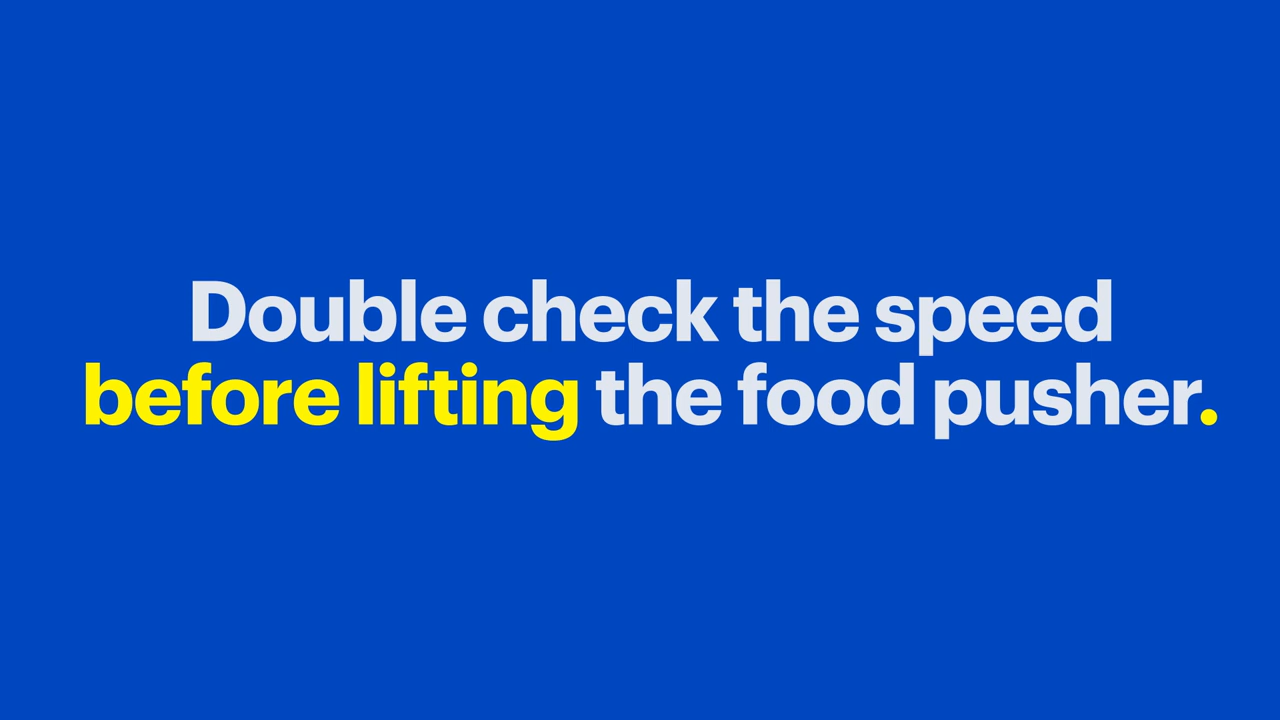 Double check the speed
before lifting the food pusher.